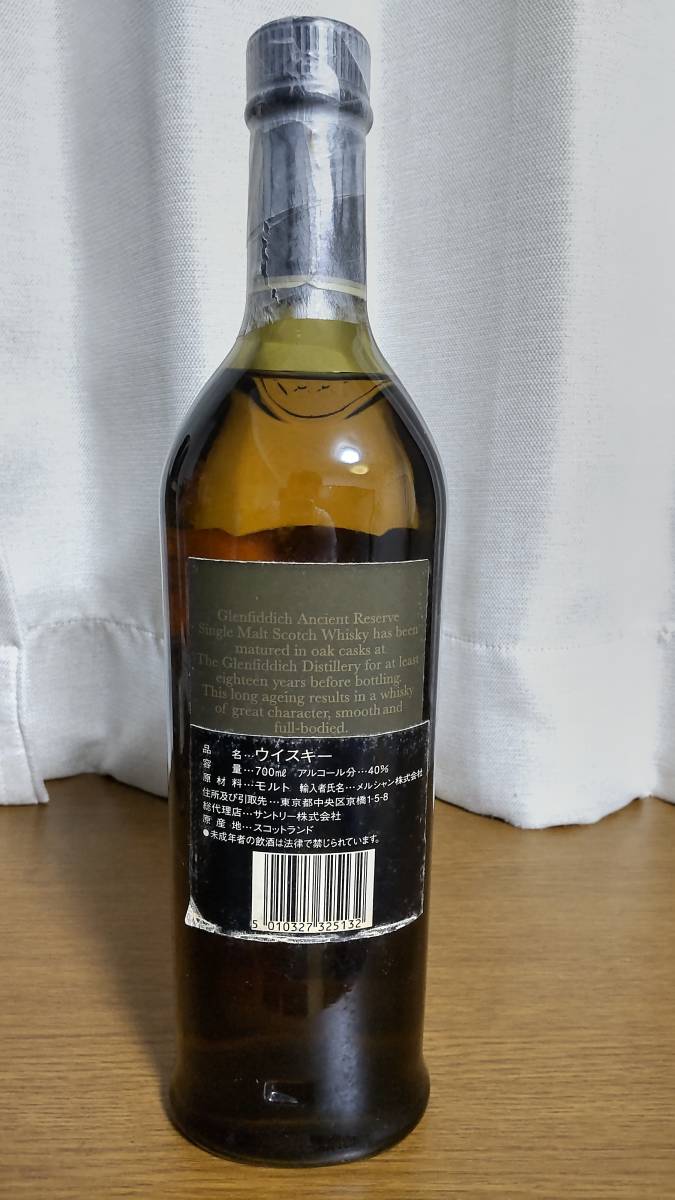 Glenfiddich Ancient Reserve
Single Malt Scotch Whisky has been
matured in oak casks at
The Glenfiddich Distillery for at least
eighteen years before bottling.
This long ageing results in a whisky
of great character, smooth and
full-bodied.
品 名…ウイスキー
容 量…700ml アルコール分…40%
原材料…モルト 輸入者氏名…メルシャン株式会社
住所及び引取先…東京都中央区京橋1-5-8
総代理店…サントリー株式会社
原産地…スコットランド
●未成年者の飲酒は法律で禁じられています。
5 010327 325132